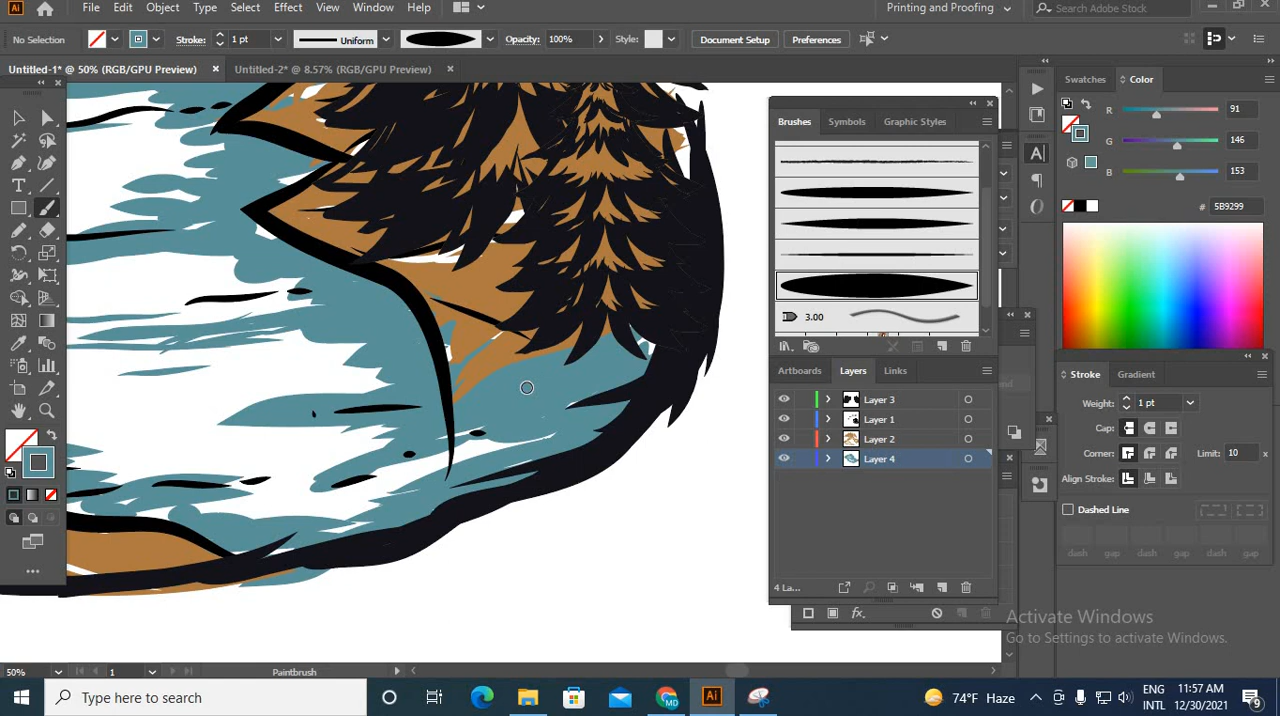 Ai File Edit Object Type Select Effect View Window Help Printing and Proofing Search Adobe Stock
No Selection Stroke: 1 pt Uniform Opacity: 100% Style: Document Setup Preferences
Untitled-1* @ 50% (RGB/GPU Preview) Untitled-2* @ 8.57% (RGB/GPU Preview)
Swatches Color
Brushes Symbols Graphic Styles
R 91
G 146
B 153
# 5B9299
3.00
Artboards Layers Links
Layer 3
Layer 1
Layer 2
Layer 4
4 La...
Stroke Gradient
Weight: 1 pt
Cap:
Corner: Limit: 10
Align Stroke:
Dashed Line
dash gap dash gap dash gap
Activate Windows
Go to Settings to activate Windows.
50% 1 Paintbrush
Type here to search
MD
Ai
74°F Haze
ENG
INTL
11:57 AM
12/30/2021
9